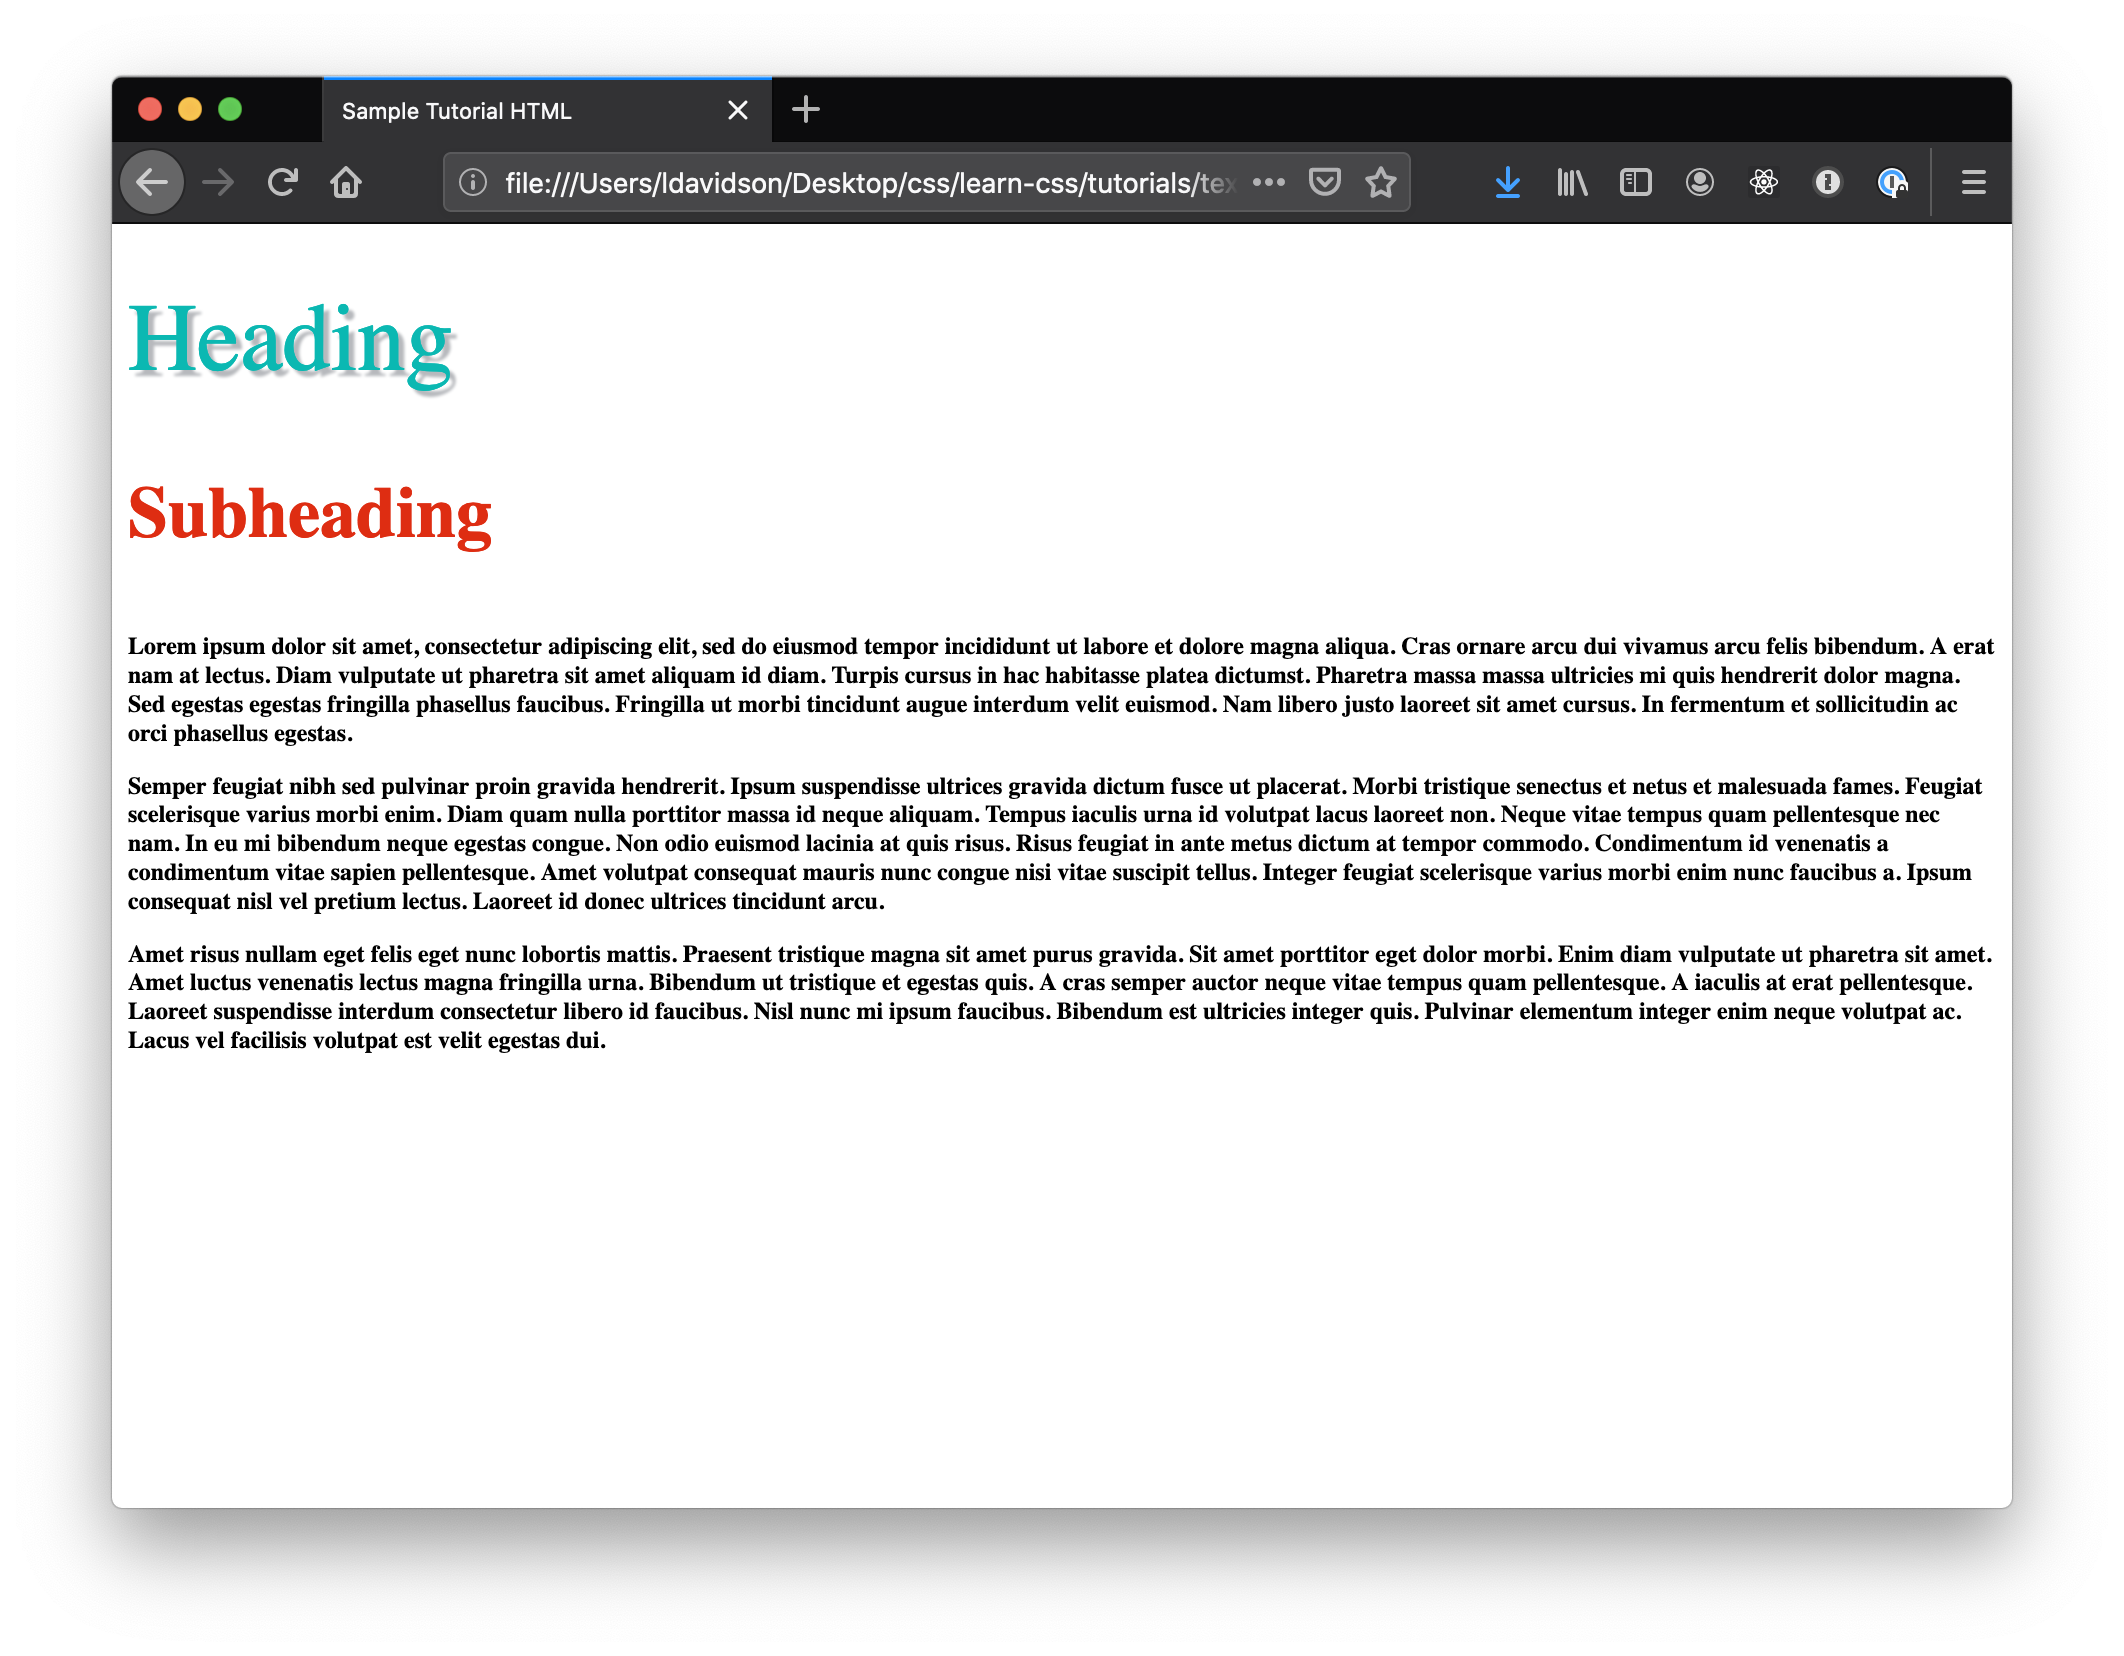 Sample Tutorial HTML
file:///Users/ldavidson/Desktop/css/learn-css/tutorials/tex
Heading
Subheading
Lorem ipsum dolor sit amet, consectetur adipiscing elit, sed do eiusmod tempor incididunt ut labore et dolore magna aliqua. Cras ornare arcu dui vivamus arcu felis bibendum. A erat
nam at lectus. Diam vulputate ut pharetra sit amet aliquam id diam. Turpis cursus in hac habitasse platea dictumst. Pharetra massa massa ultricies mi quis hendrerit dolor magna.
Sed egestas egestas fringilla phasellus faucibus. Fringilla ut morbi tincidunt augue interdum velit euismod. Nam libero justo laoreet sit amet cursus. In fermentum et sollicitudin ac
orci phasellus egestas.
Semper feugiat nibh sed pulvinar proin gravida hendrerit. Ipsum suspendisse ultrices gravida dictum fusce ut placerat. Morbi tristique senectus et netus et malesuada fames. Feugiat
scelerisque varius morbi enim. Diam quam nulla porttitor massa id neque aliquam. Tempus iaculis urna id volutpat lacus laoreet non. Neque vitae tempus quam pellentesque nec
nam. In eu mi bibendum neque egestas congue. Non odio euismod lacinia at quis risus. Risus feugiat in ante metus dictum at tempor commodo. Condimentum id venenatis a
condimentum vitae sapien pellentesque. Amet volutpat consequat mauris nunc congue nisi vitae suscipit tellus. Integer feugiat scelerisque varius morbi enim nunc faucibus a. Ipsum
consequat nisl vel pretium lectus. Laoreet id donec ultrices tincidunt arcu.
Amet risus nullam eget felis eget nunc lobortis mattis. Praesent tristique magna sit amet purus gravida. Sit amet porttitor eget dolor morbi. Enim diam vulputate ut pharetra sit amet.
Amet luctus venenatis lectus magna fringilla urna. Bibendum ut tristique et egestas quis. A cras semper auctor neque vitae tempus quam pellentesque. A iaculis at erat pellentesque.
Laoreet suspendisse interdum consectetur libero id faucibus. Nisl nunc mi ipsum faucibus. Bibendum est ultricies integer quis. Pulvinar elementum integer enim neque volutpat ac.
Lacus vel facilisis volutpat est velit egestas dui.